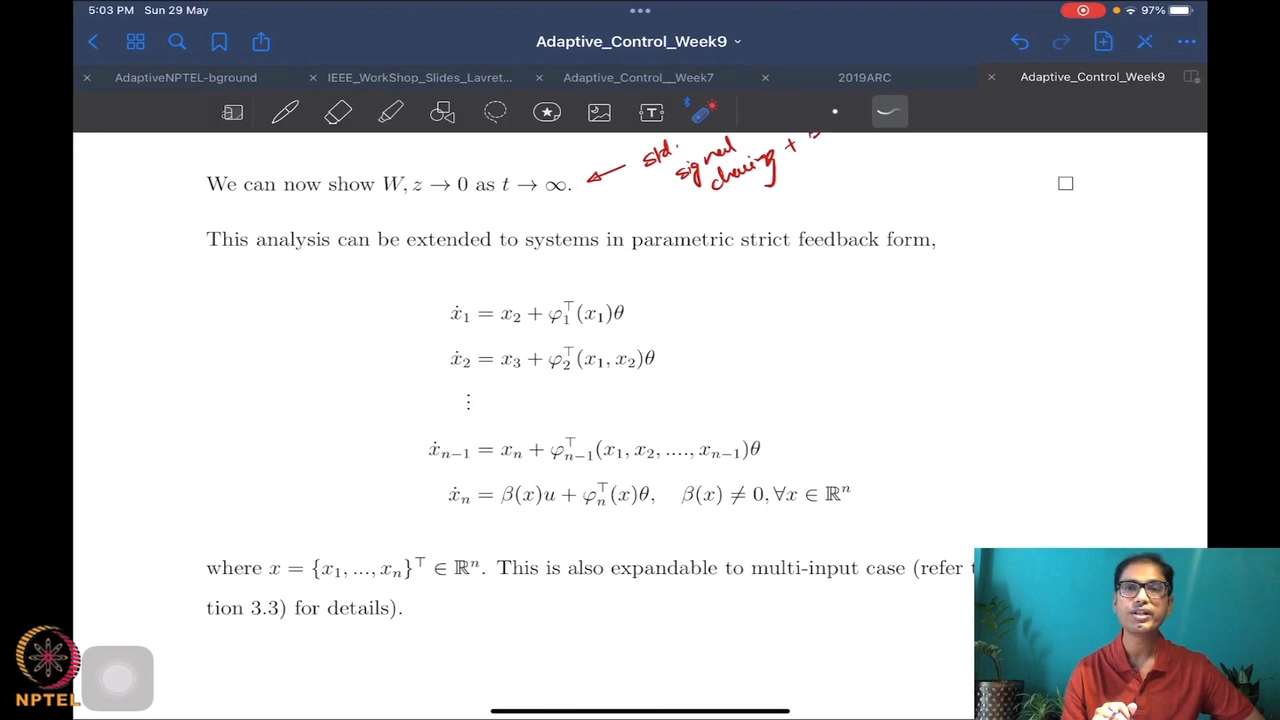 5:03 PM Sun 29 May
97%
Adaptive_Control_Week9
AdaptiveNPTEL-bground
IEEE_WorkShop_Slides_Lavret...
Adaptive_Control__Week7
2019ARC
Adaptive_Control_Week9
std.
signal
chasing +
We can now show W, z → 0 as t → ∞.
This analysis can be extended to systems in parametric strict feedback form,
ẋ₁ = x₂ + φ₁ᵀ(x₁)θ
ẋ₂ = x₃ + φ₂ᵀ(x₁, x₂)θ
⋮
ẋₙ₋₁ = xₙ + φₙ₋₁ᵀ(x₁, x₂, ...., xₙ₋₁)θ
ẋₙ = β(x)u + φₙᵀ(x)θ, β(x) ≠ 0, ∀x ∈ ℝⁿ
where x = {x₁, ..., xₙ}ᵀ ∈ ℝⁿ. This is also expandable to multi-input case (refer
tion 3.3) for details).
NPTEL